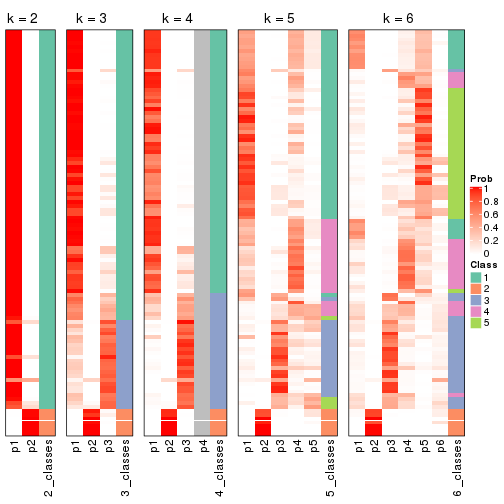 k = 2
k = 3
k = 4
k = 5
k = 6
p1
p2
2_classes
p1
p2
p3
3_classes
p1
p2
p3
p4
4_classes
p1
p2
p3
p4
p5
5_classes
p1
p2
p3
p4
p5
p6
6_classes
Prob
1
0.8
0.6
0.4
0.2
0
Class
1
2
3
4
5